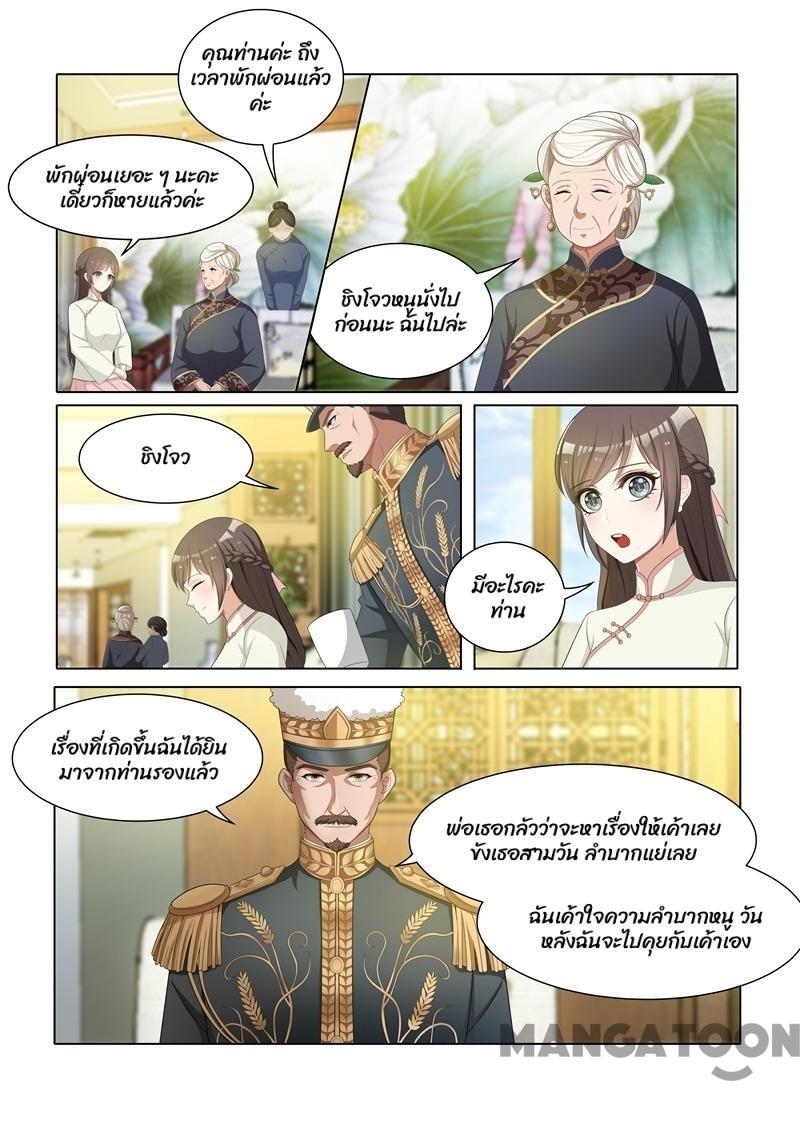 คุณท่านค่ะ ถึง
เวลาพักผ่อนแล้ว
ค่ะ
พักผ่อนเยอะ ๆ นะคะ
เดี๋ยวก็หายแล้วค่ะ
ชิงโจวหนูนั่งไป
ก่อนนะ ฉันไปล่ะ
ชิงโจว
มีอะไรคะ
ท่าน
เรื่องที่เกิดขึ้นฉันได้ยิน
มาจากท่านรองแล้ว
พ่อเธอกลัวว่าจะหาเรื่องให้เค้าเลย
ขังเธอสามวัน ลำบากแย่เลย
ฉันเค้าใจความลำบากหนู วัน
หลังฉันจะไปคุยกับเค้าเอง
MANGATOON